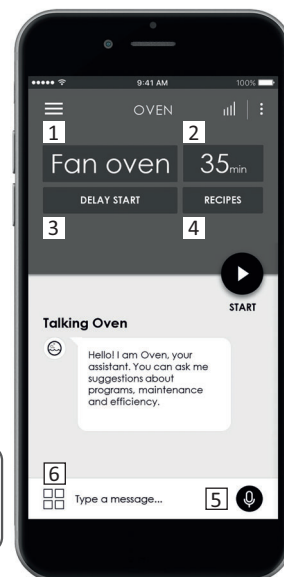 9:41 AM 100%
OVEN
1 2
Fan oven 35min
DELAY START RECIPES
3 4
START
Talking Oven
Hello! I am Oven, your
assistant. You can ask me
suggestions about
programs, maintenance
and efficiency.
6
Type a message... 5